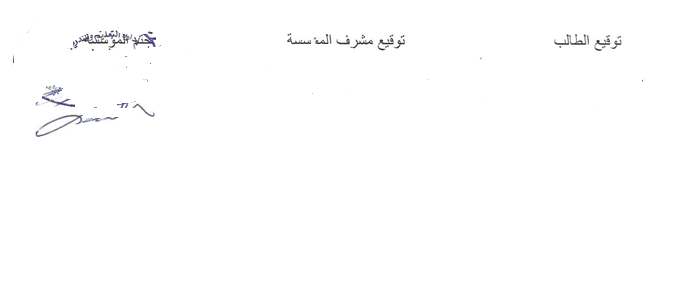 توقيع الطالب توقيع مشرف المؤسسة ختم المؤسسة